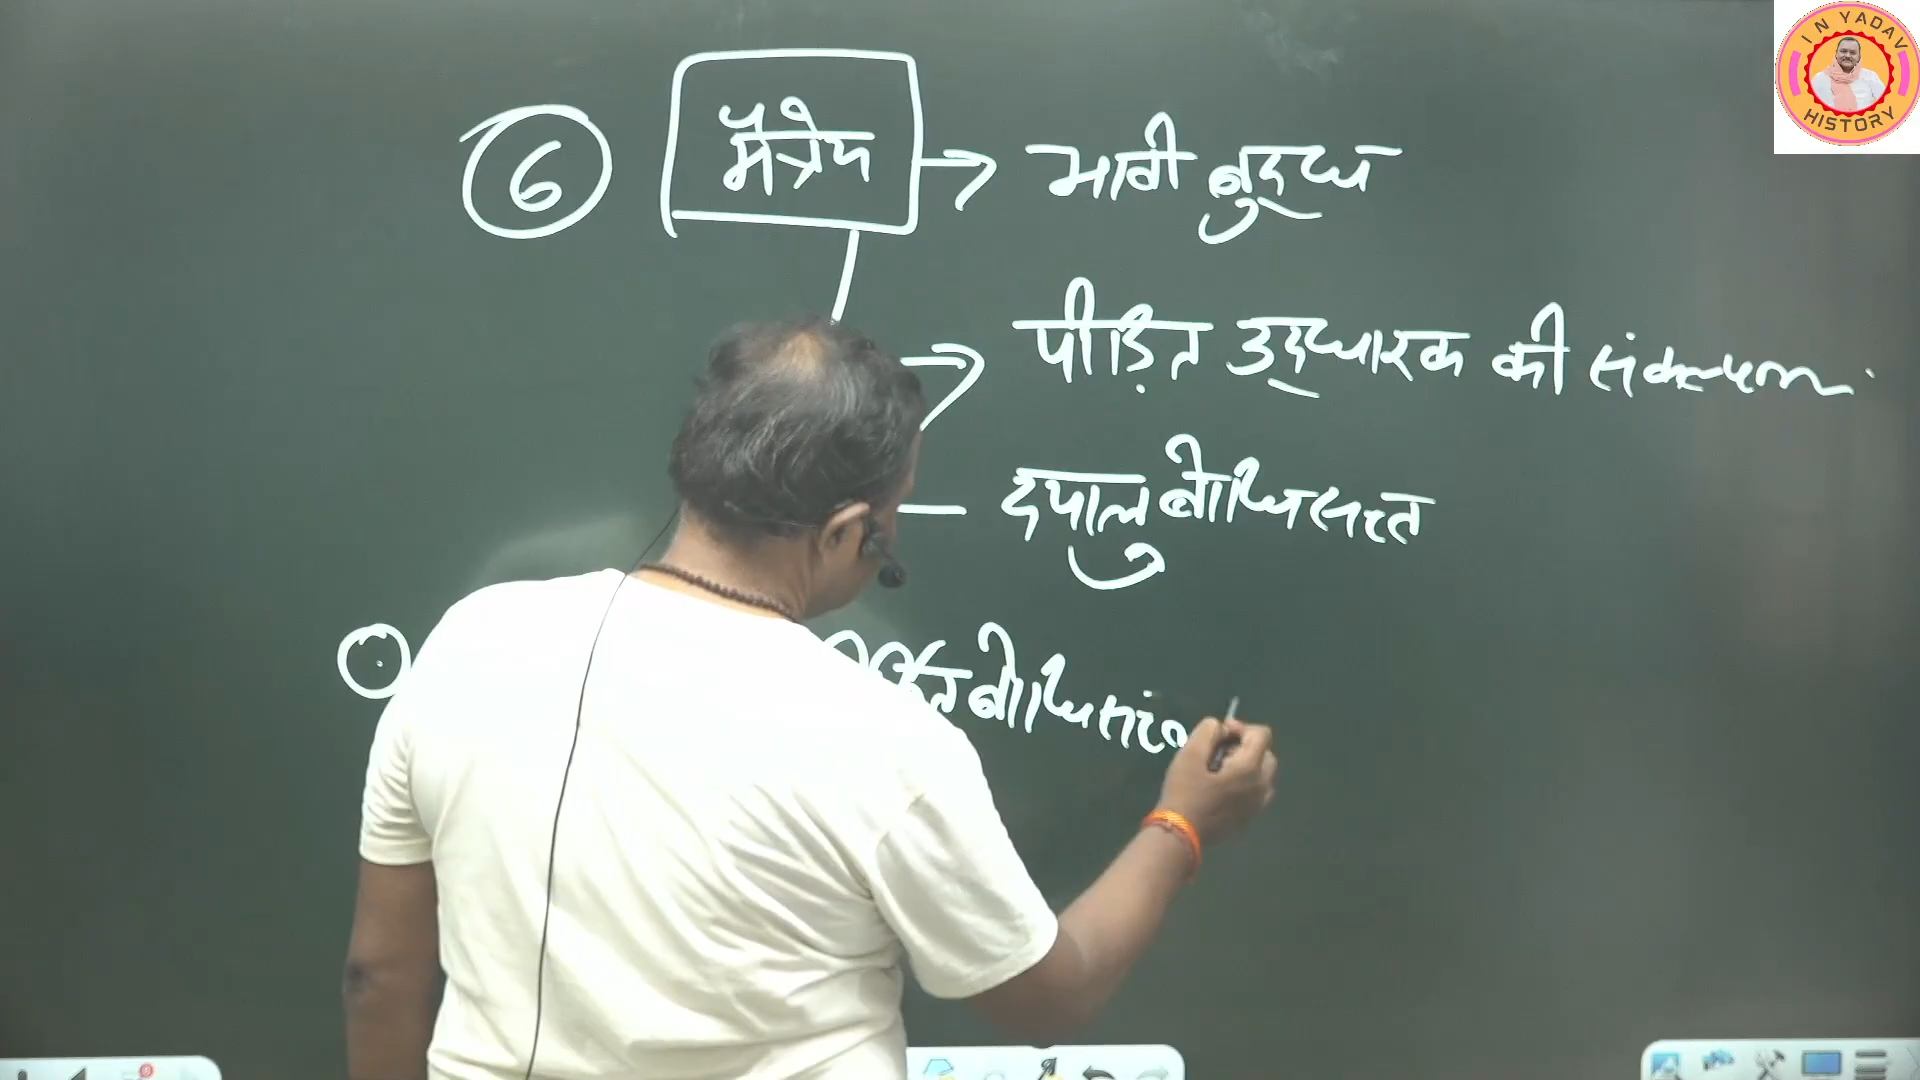 I N YADAV
HISTORY
6 मैत्रेय → भावी बुद्ध
→ पीड़ित उद्धारक की संकल्पना
— दयालु बोधिसत्व
बोधिसत्व